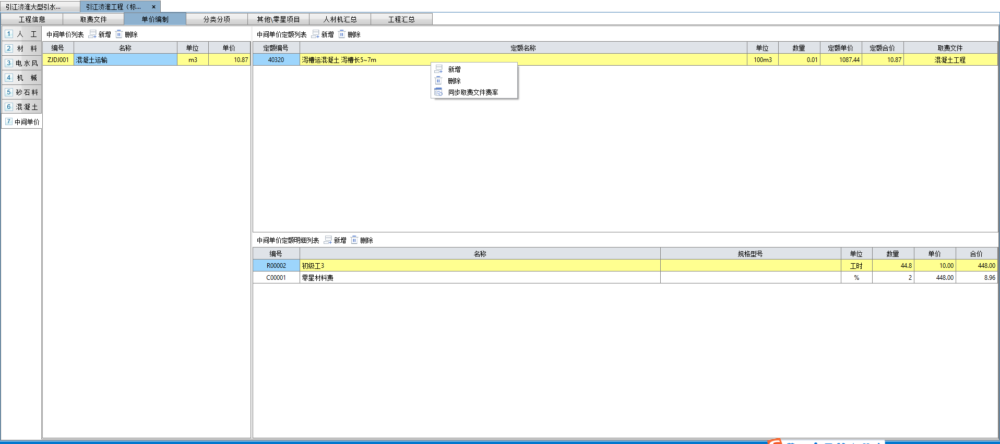 引江济淮大型引水... 引江济淮工程（标... ×
工程信息 取费文件 单价编制 分类分项 其他\零星项目 人材机汇总 工程汇总
1 人 工
2 材 料
3 电水风
4 机 械
5 砂石料
6 混凝土
7 中间单价
中间单价列表 新增 删除
编号 名称 单位 单价
ZJDJ001 混凝土运输 m3 10.87
中间单价定额列表 新增 删除
定额编号 定额名称 单位 数量 定额单价 定额合价 取费文件
40320 泻槽运混凝土 泻槽长5~7m 100m3 0.01 1087.44 10.87 混凝土工程
新增
删除
同步取费文件费率
中间单价定额明细列表 新增 删除
编号 名称 规格型号 单位 数量 单价 合价
R00002 初级工3 工时 44.8 10.00 448.00
C00001 零星材料费 % 2 448.00 8.96